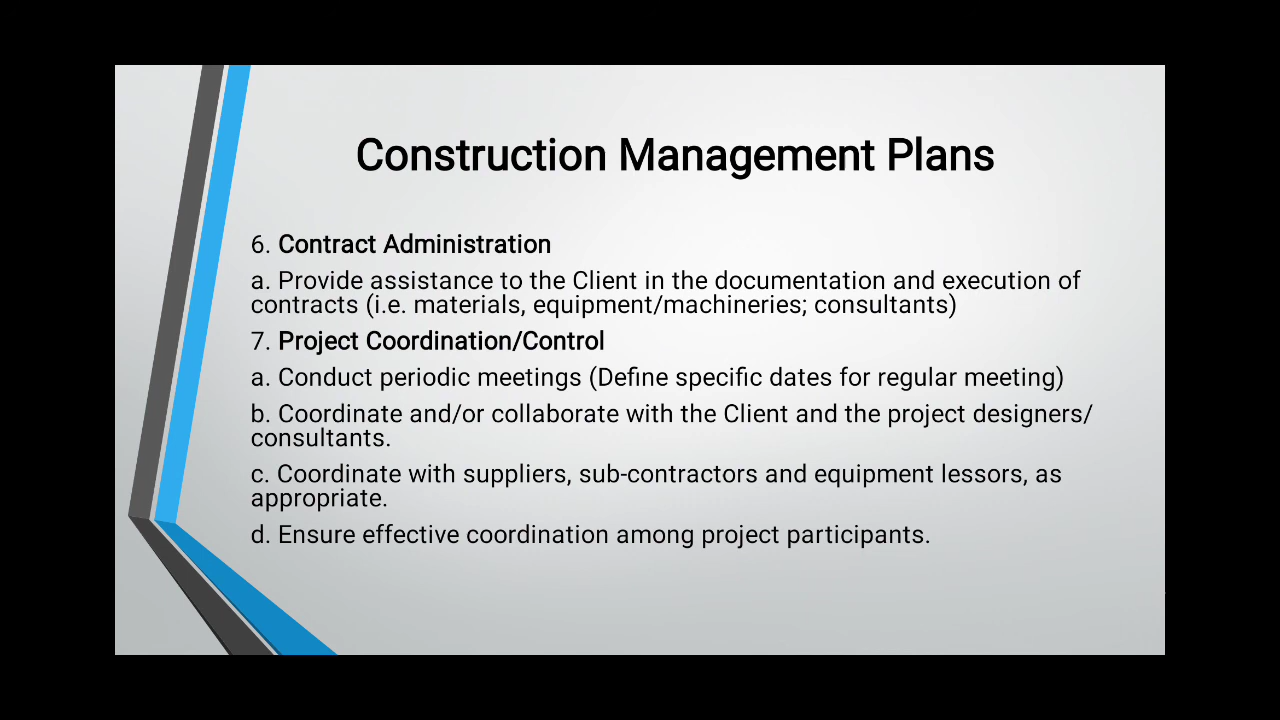 Construction Management Plans
6. Contract Administration
a. Provide assistance to the Client in the documentation and execution of
contracts (i.e. materials, equipment/machineries; consultants)
7. Project Coordination/Control
a. Conduct periodic meetings (Define specific dates for regular meeting)
b. Coordinate and/or collaborate with the Client and the project designers/
consultants.
c. Coordinate with suppliers, sub-contractors and equipment lessors, as
appropriate.
d. Ensure effective coordination among project participants.